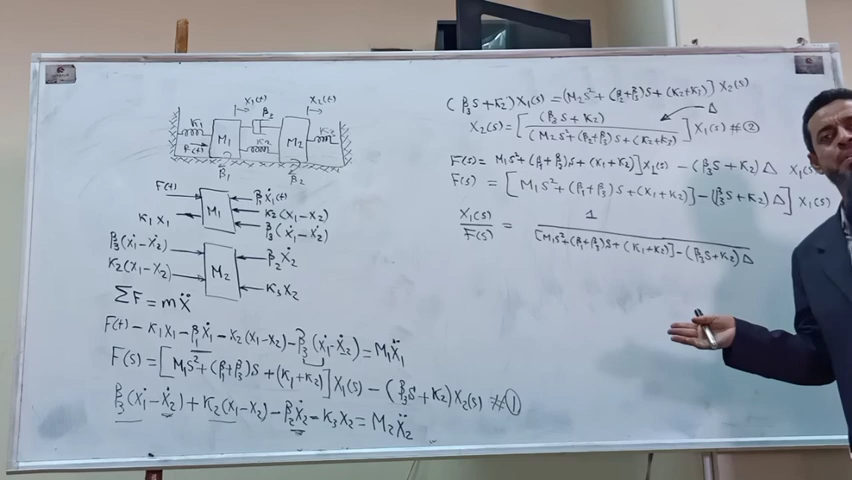 X₁(t) X₂(t)
K₁ M₁ β₃ M₂ K₃
F(t) K₂
β₁ β₂
F(t) M₁ β₁Ẋ₁(t)
K₁X₁ K₂(X₁-X₂)
β₃(Ẋ₁-Ẋ₂)
β₃(Ẋ₁-Ẋ₂) M₂ β₂Ẋ₂
K₂(X₁-X₂) K₃X₂
ΣF = mẌ
F(t) - K₁X₁ - β₁Ẋ₁ - K₂(X₁-X₂) - β₃(Ẋ₁-Ẋ₂) = M₁Ẍ₁
F(S) = [M₁S²+(β₁+β₃)S+(K₁+K₂)]X₁(S) - (β₃S+K₂)X₂(S) #①
β₃(Ẋ₁-Ẋ₂)+K₂(X₁-X₂)-β₂Ẋ₂-K₃X₂ = M₂Ẍ₂
(β₃S+K₂)X₁(S) = (M₂S²+(β₂+β₃)S+(K₂+K₃)]X₂(S)
X₂(S) = [(β₃S+K₂)/(M₂S²+(β₂+β₃)S+(K₂+K₃))]X₁(S) #② Δ
F(S) = M₁S²+(β₁+β₃)S+(K₁+K₂)]X₁(S) - (β₃S+K₂)Δ X₁(S)
F(S) = [M₁S²+(β₁+β₃)S+(K₁+K₂)]-(β₃S+K₂)Δ]X₁(S)
X₁(S)/F(S) = 1/([M₁S²+(β₁+β₃)S+(K₁+K₂)]-(β₃S+K₂)Δ)